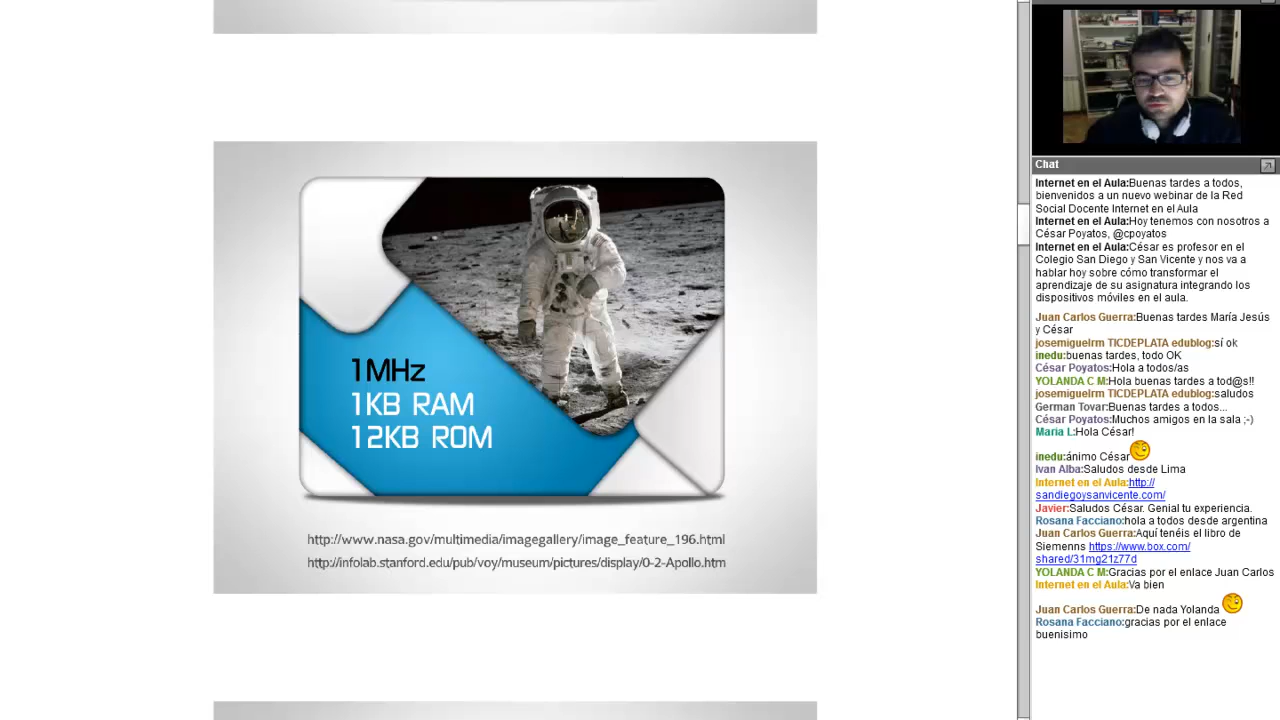 1MHz
1KB RAM
12KB ROM
http://www.nasa.gov/multimedia/imagegallery/image_feature_196.html
http://infolab.stanford.edu/pub/voy/museum/pictures/display/0-2-Apollo.htm
Chat
Internet en el Aula:Buenas tardes a todos,
bienvenidos a un nuevo webinar de la Red
Social Docente Internet en el Aula
Internet en el Aula:Hoy tenemos con nosotros a
César Poyatos, @cpoyatos
Internet en el Aula:César es profesor en el
Colegio San Diego y San Vicente y nos va a
hablar hoy sobre cómo transformar el
aprendizaje de su asignatura integrando los
dispositivos móviles en el aula.
Juan Carlos Guerra:Buenas tardes María Jesús
y César
josemiguelrm TICDEPLATA edublog:sí ok
inedu:buenas tardes, todo OK
César Poyatos:Hola a todos/as
YOLANDA C M:Hola buenas tardes a tod@s!!
josemiguelrm TICDEPLATA edublog:saludos
German Tovar:Buenas tardes a todos...
César Poyatos:Muchos amigos en la sala ;-)
Maria L:Hola César!
inedu:ánimo César
Ivan Alba:Saludos desde Lima
Internet en el Aula:http://
sandiegoysanvicente.com/
Javier:Saludos César. Genial tu experiencia.
Rosana Facciano:hola a todos desde argentina
Juan Carlos Guerra:Aquí tenéis el libro de
Siemenns https://www.box.com/
shared/31mg21z77d
YOLANDA C M:Gracias por el enlace Juan Carlos
Internet en el Aula:Va bien
Juan Carlos Guerra:De nada Yolanda
Rosana Facciano:gracias por el enlace
buenisimo